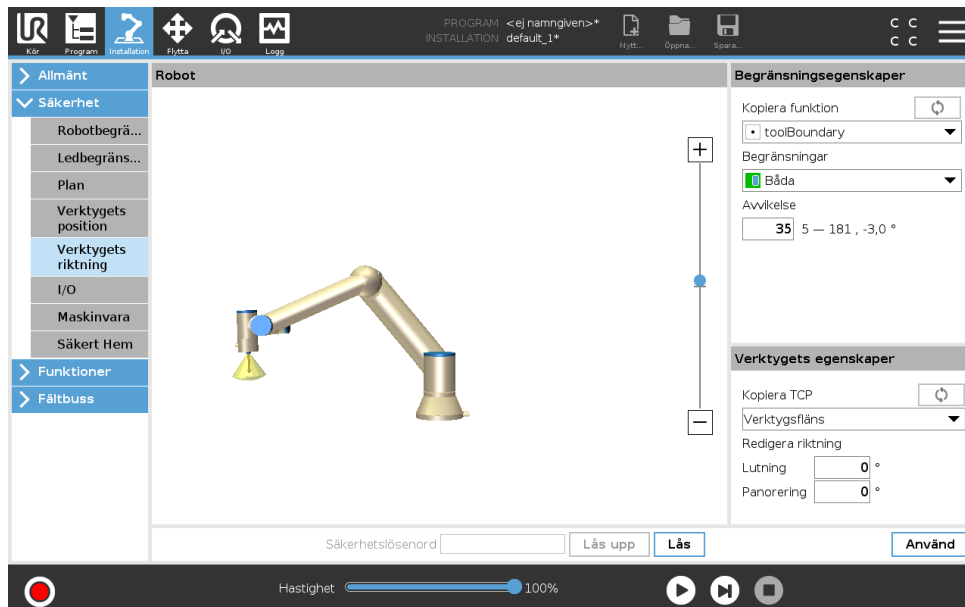 UR
PROGRAM <ej namngiven>*
INSTALLATION default_1*
Kör
Program
Installation
Flytta
I/O
Logg
Nytt...
Öppna...
Spara...
C C
C C
Allmänt
Säkerhet
Robotbegrä...
Ledbegräns...
Plan
Verktygets
position
Verktygets
riktning
I/O
Maskinvara
Säkert Hem
Funktioner
Fältbuss
Robot
Begränsningsegenskaper
Kopiera funktion
toolBoundary
Begränsningar
Båda
Avvikelse
35 5 — 181 , -3,0 °
Verktygets egenskaper
Kopiera TCP
Verktygsfläns
Redigera riktning
Lutning 0 °
Panorering 0 °
Säkerhetslösenord
Lås upp
Lås
Använd
Hastighet
100%